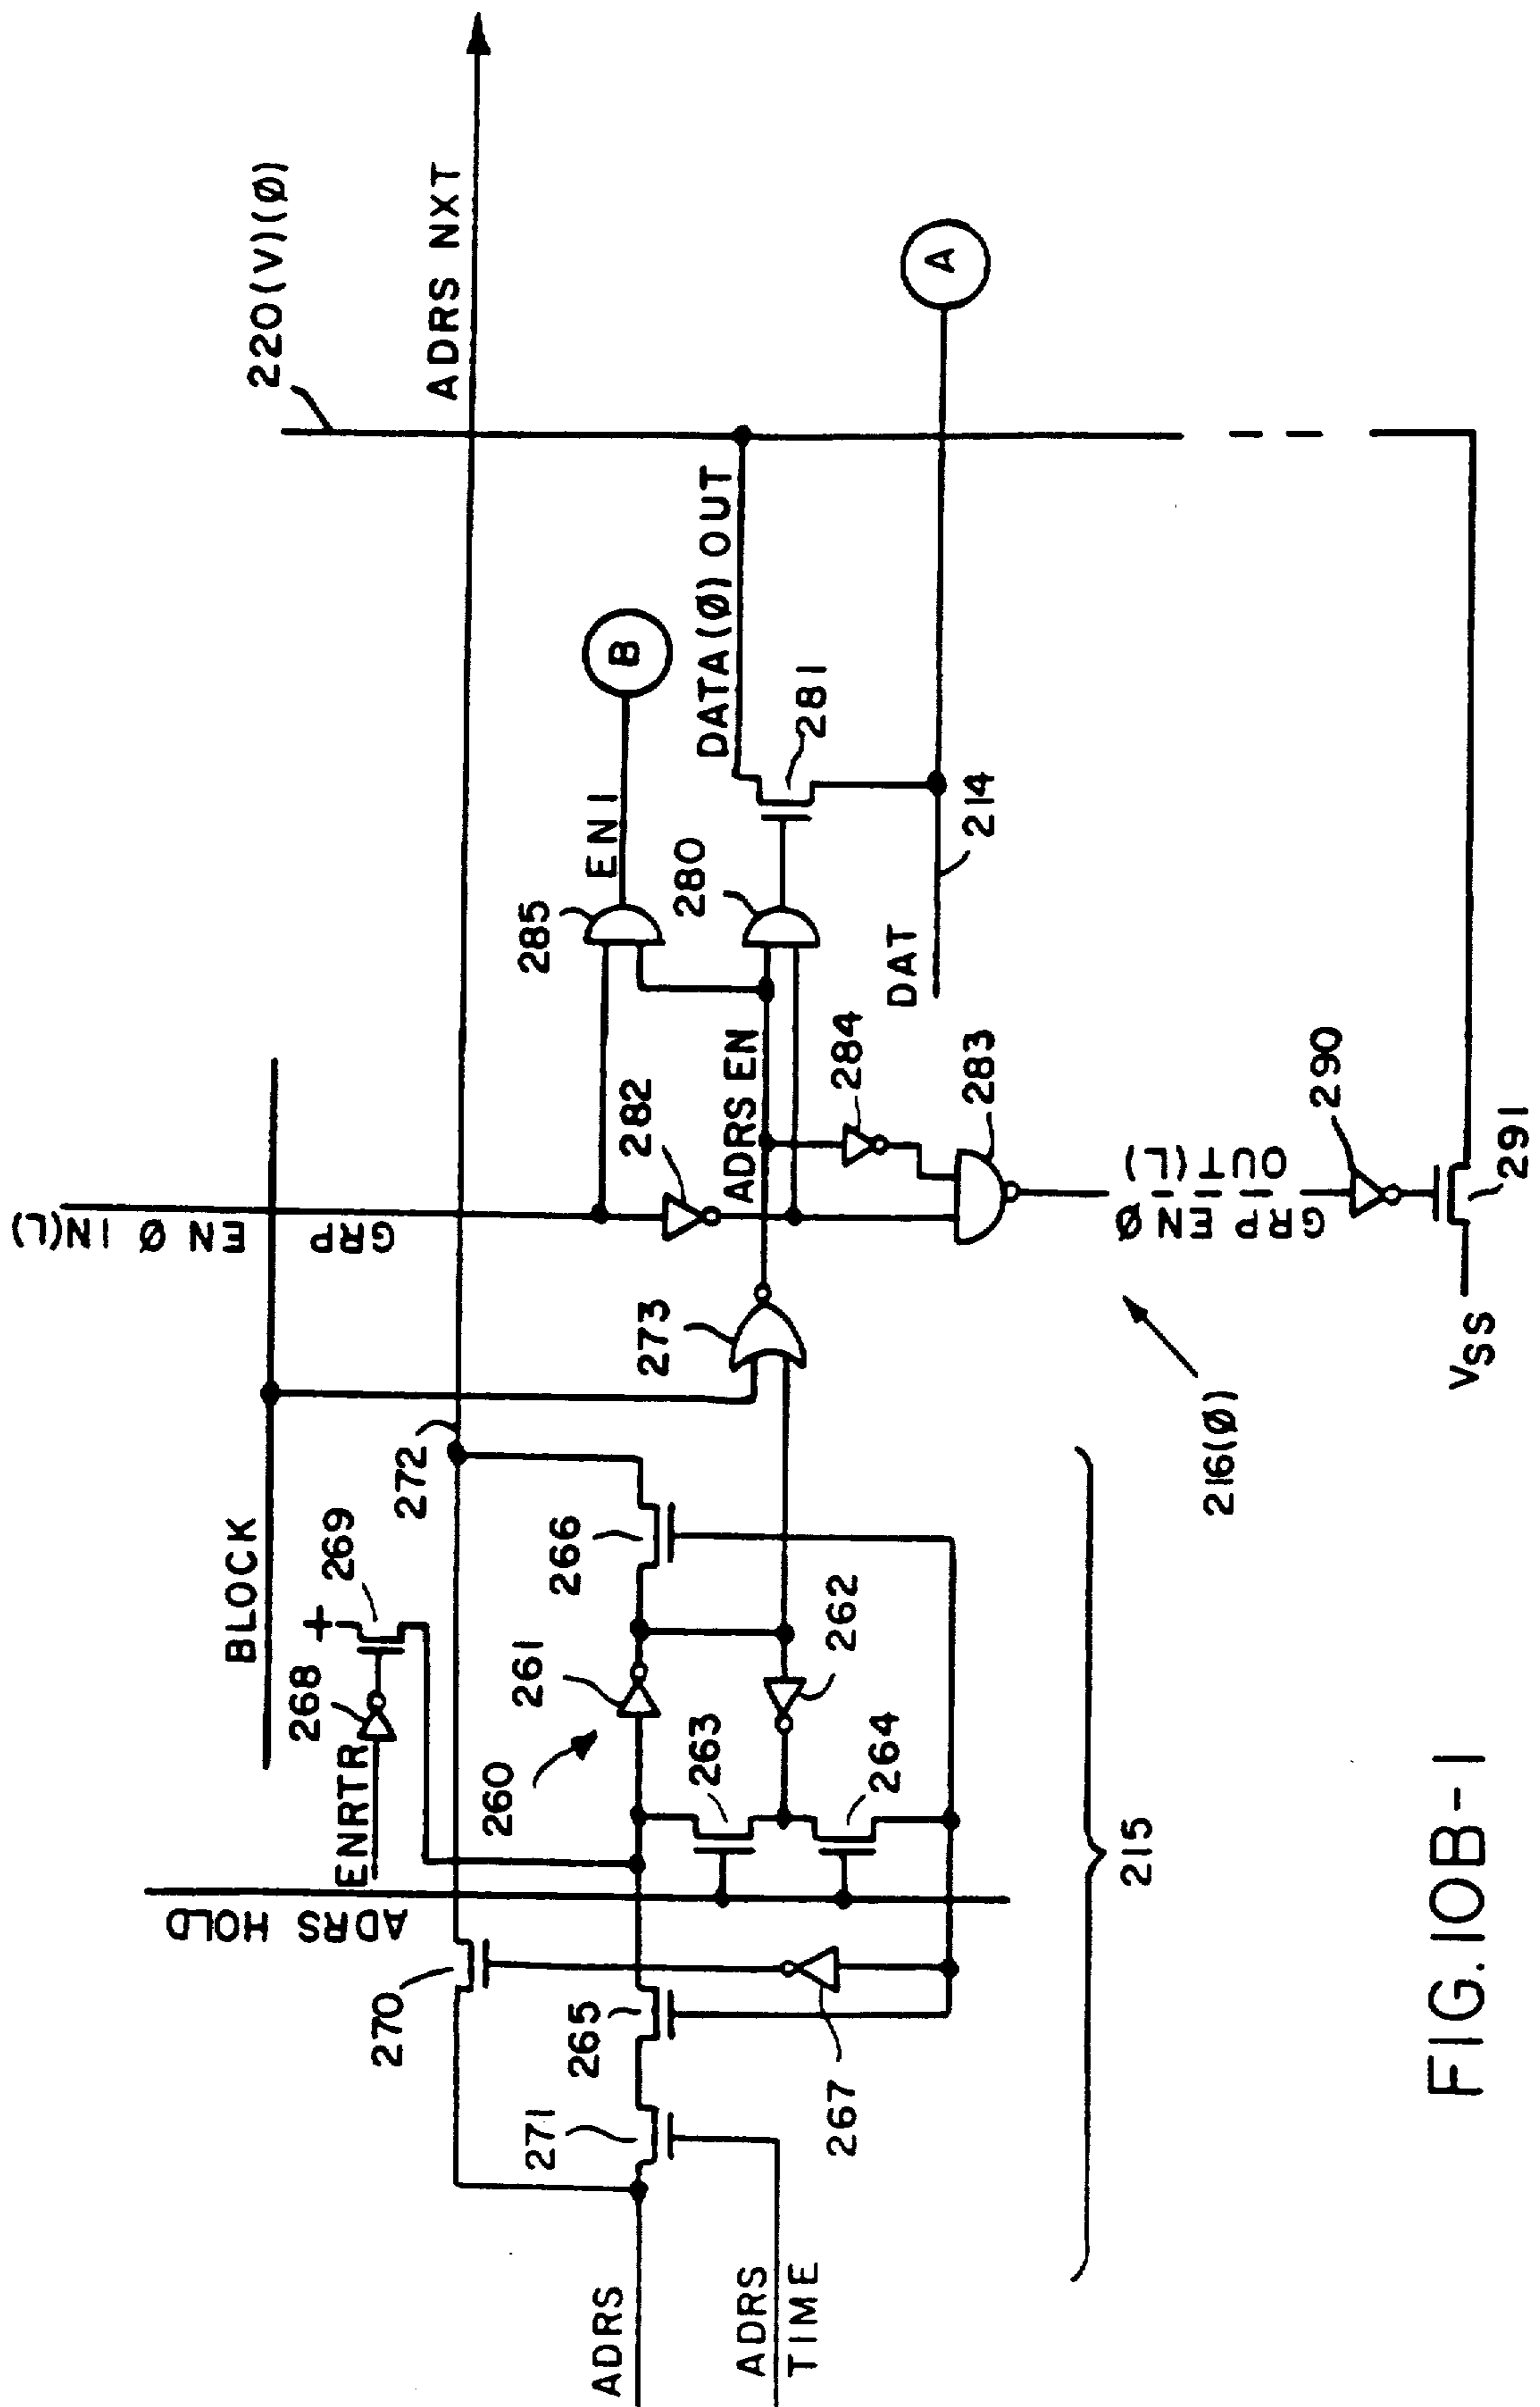 220(V)(Ø)
ADRS NXT
A
B
DATA(Ø) OUT
281
EN1
285
280
214
DAT
GRP EN Ø IN(L)
282
ADRS EN
284
283
290
GRP EN Ø
OUT(L)
291
VSS
273
216(Ø)
BLOCK
272
269
268
ENRTR
266
262
261
260
263
264
ADRS HOLD
270
265
271
267
215
ADRS
ADRS
TIME
FIG.10B-1